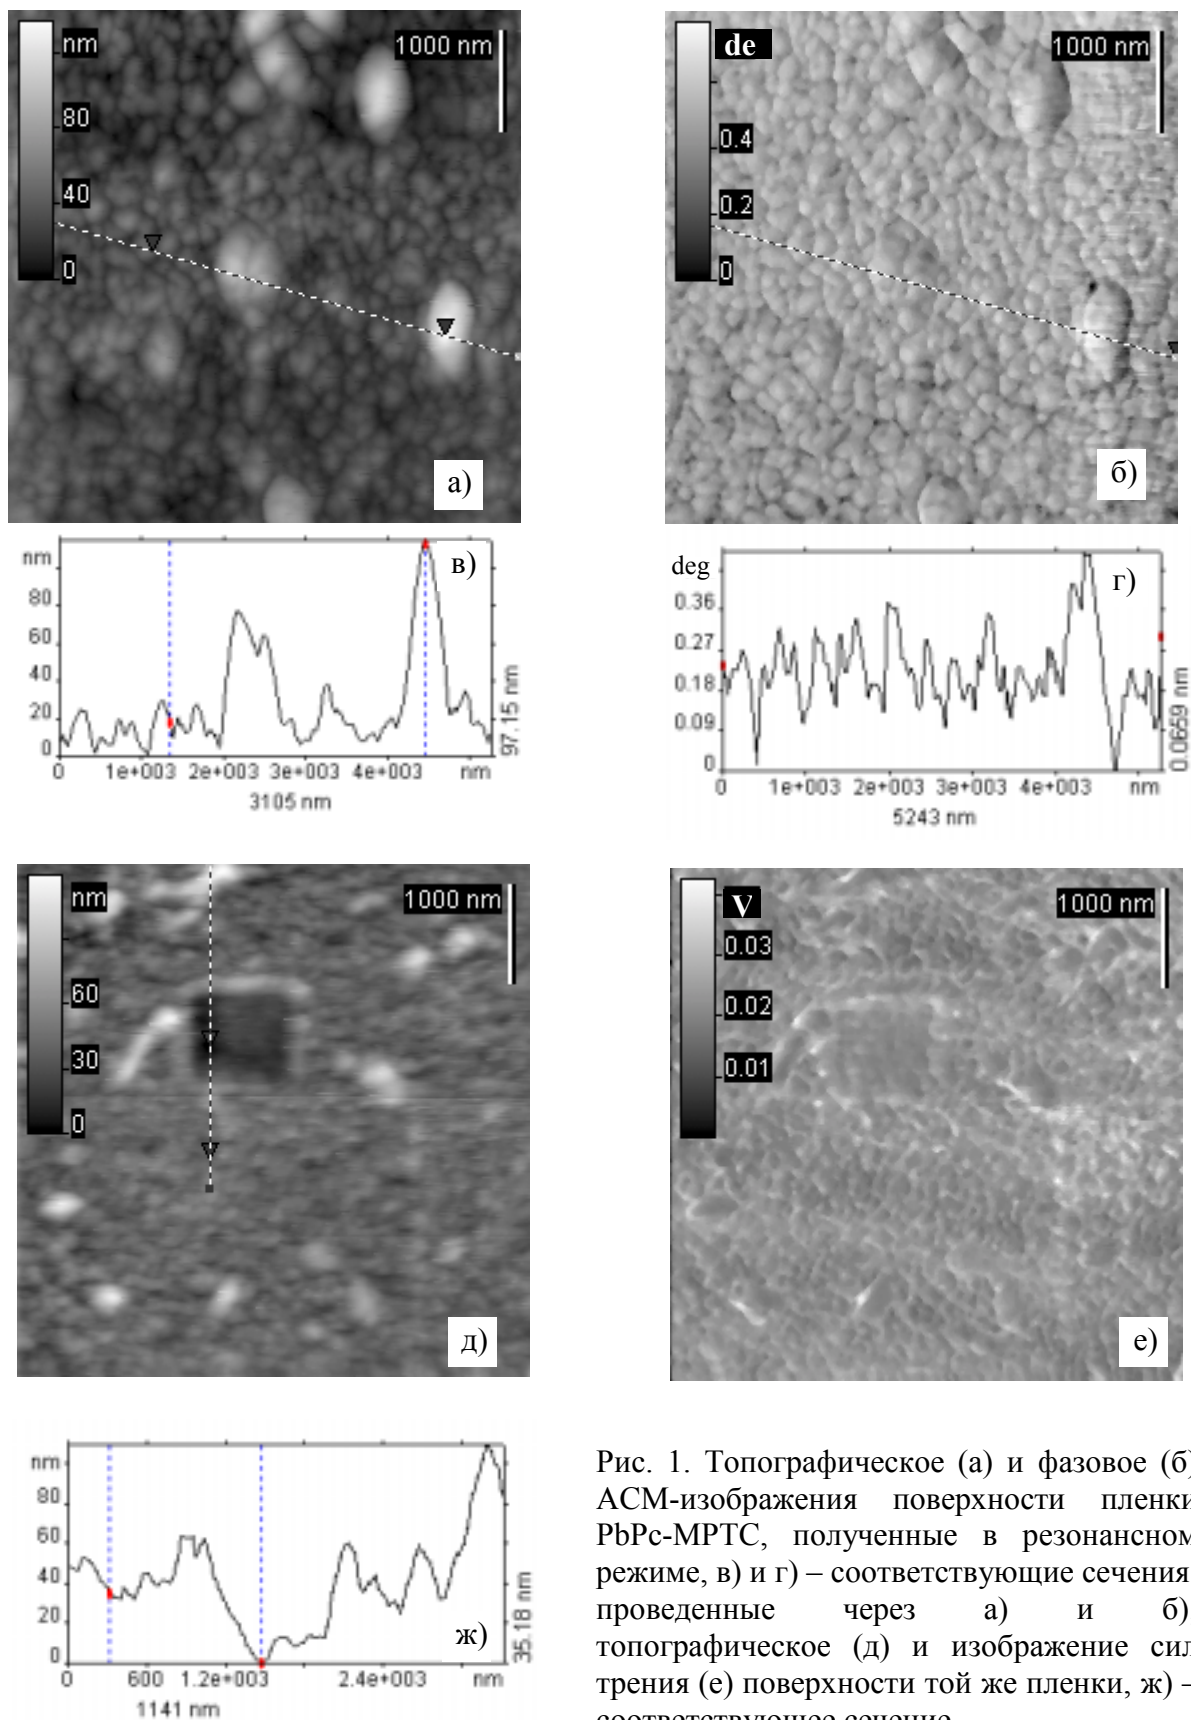 nm
1000 nm
80
40
0
а)
de
1000 nm
0.4
0.2
0
б)
nm
80
60
40
20
0
0 1e+003 2e+003 3e+003 4e+003 nm
3105 nm
97.15 nm
в)
deg
0.36
0.27
0.18
0.09
0
0 1e+003 2e+003 3e+003 4e+003 nm
5243 nm
0.0659 nm
г)
nm
1000 nm
60
30
0
д)
V
1000 nm
0.03
0.02
0.01
е)
nm
80
60
40
20
0
0 600 1.2e+003 2.4e+003 nm
1141 nm
35.18 nm
ж)
Рис. 1. Топографическое (а) и фазовое (б)
АСМ-изображения поверхности пленки
PbPc-МРТС, полученные в резонансном
режиме, в) и г) – соответствующие сечения
проведенные через а) и б)
топографическое (д) и изображение сил
трения (е) поверхности той же пленки, ж) –
соответствующее сечение